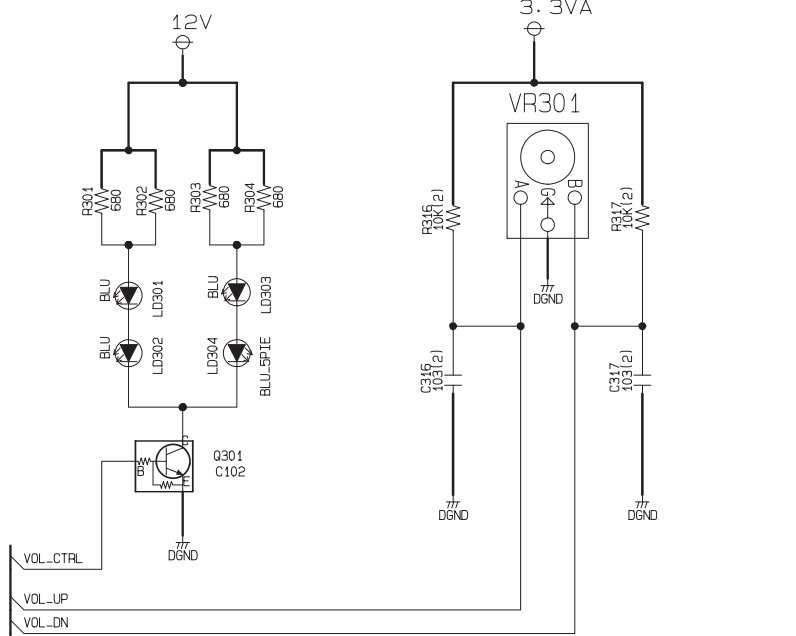 12V
3.3VA
VR301
R301
680
R302
680
R303
680
R304
680
A
G
B
R316
10K(2)
R317
10K(2)
BLU
LD301
BLU
LD303
DGND
BLU
LD302
LD304
BLU_5PIE
C316
103(2)
C317
103(2)
C
B
E
Q301
C102
DGND
DGND
DGND
VOL_CTRL
VOL_UP
VOL_DN